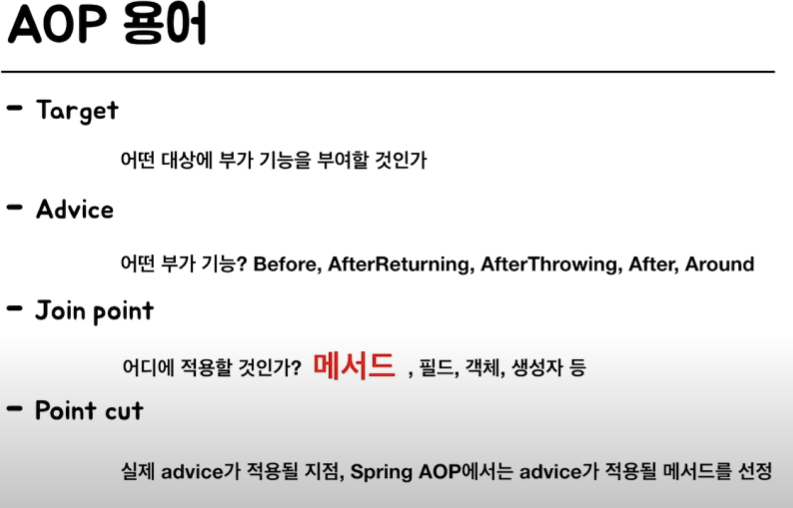 AOP 용어
- Target
어떤 대상에 부가 기능을 부여할 것인가
- Advice
어떤 부가 기능? Before, AfterReturning, AfterThrowing, After, Around
- Join point
어디에 적용할 것인가? 메서드 , 필드, 객체, 생성자 등
- Point cut
실제 advice가 적용될 지점, Spring AOP에서는 advice가 적용될 메서드를 선정